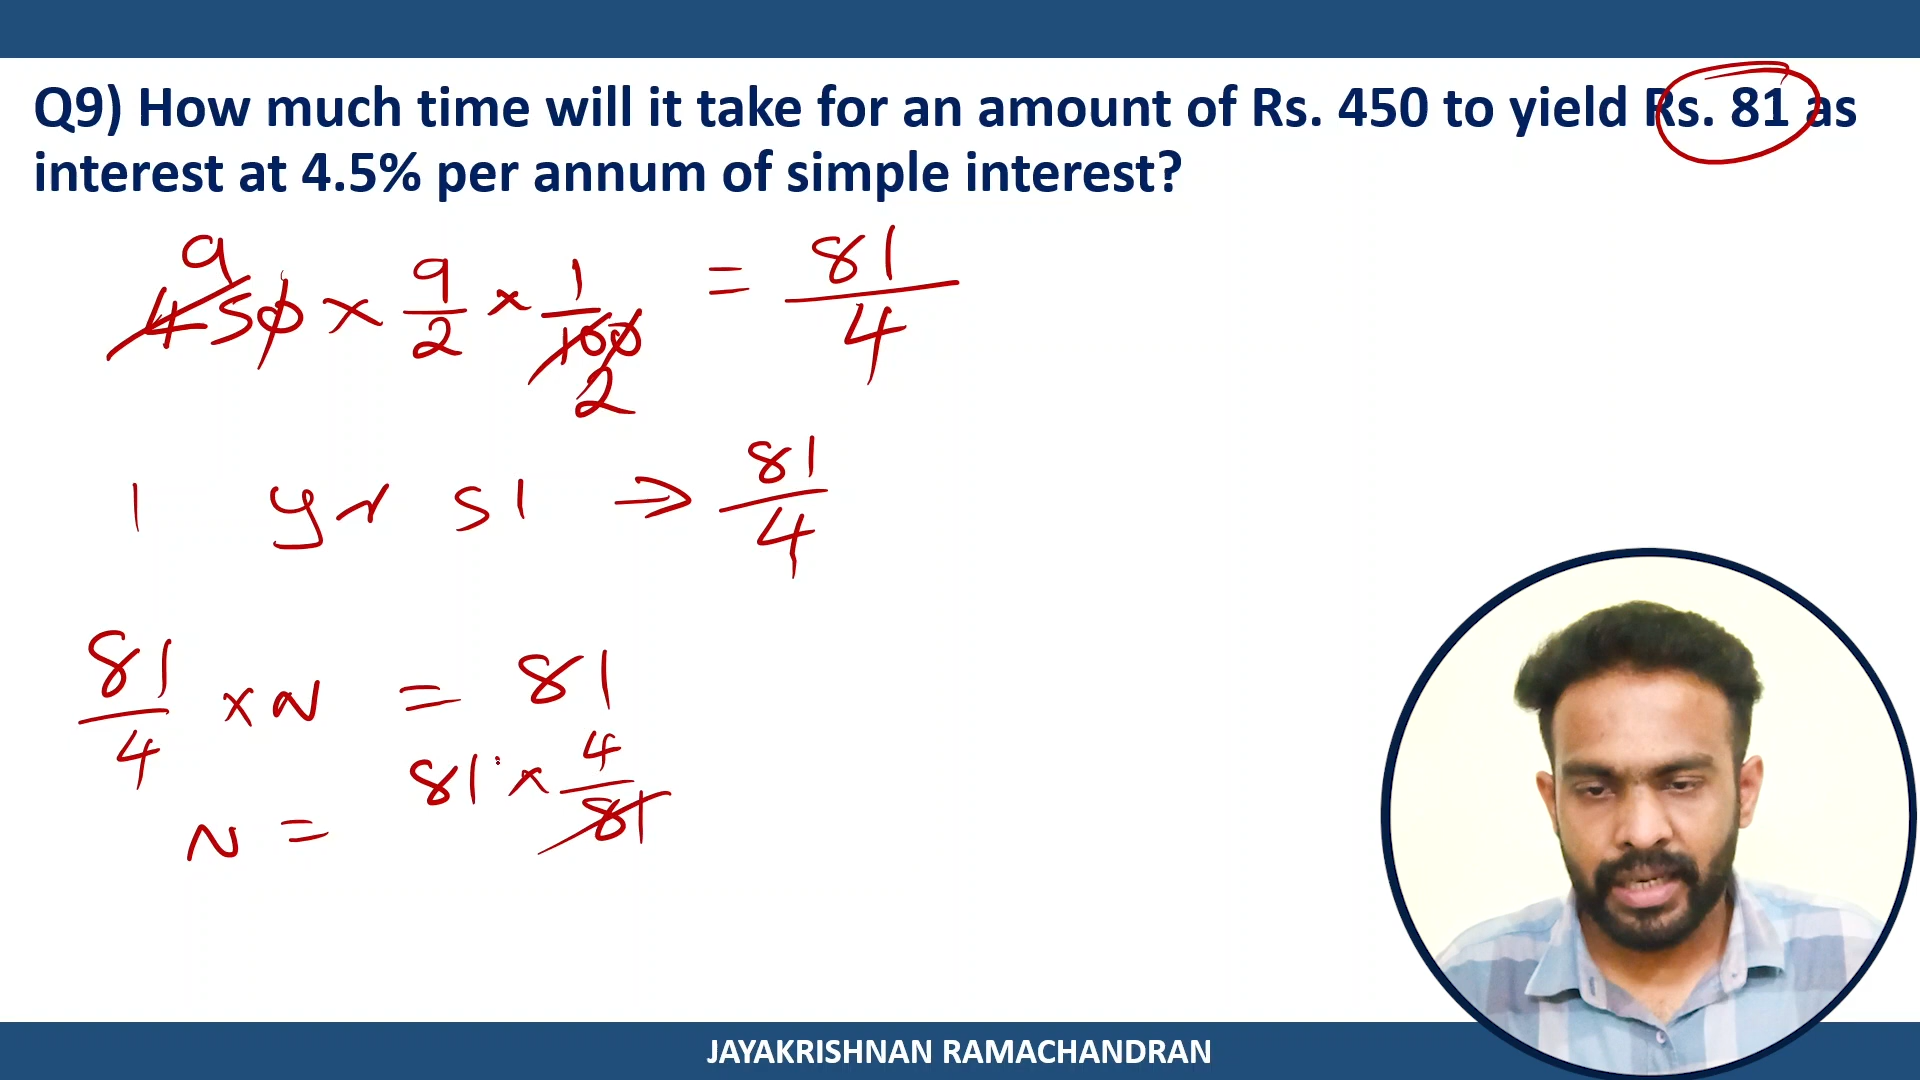 Q9) How much time will it take for an amount of Rs. 450 to yield Rs. 81 as
interest at 4.5% per annum of simple interest?
9
450 × 9/2 × 1/100 = 81/4
2
1 yr SI → 81/4
81/4 × N = 81
N = 81 × 4/81
JAYAKRISHNAN RAMACHANDRAN